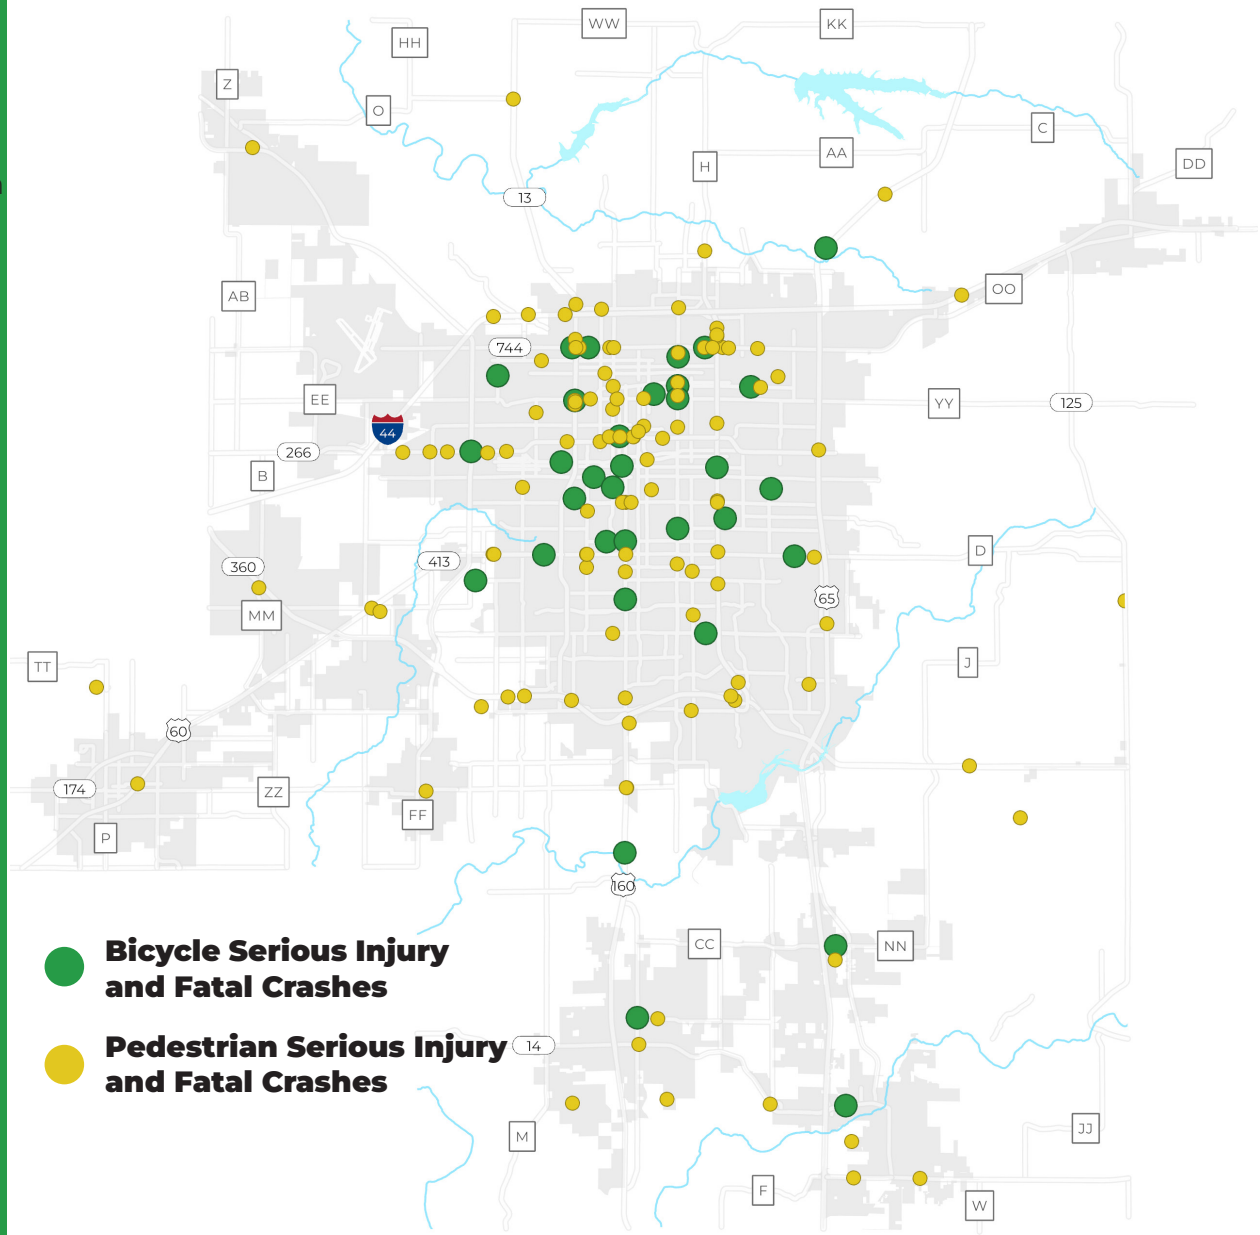 WW
KK
HH
Z
O
C
AA
DD
H
13
OO
AB
744
EE
YY
125
44
266
B
D
413
360
65
MM
TT
J
60
174
ZZ
FF
P
160
CC
NN
Bicycle Serious Injury
and Fatal Crashes
Pedestrian Serious Injury
and Fatal Crashes
14
M
JJ
F
W